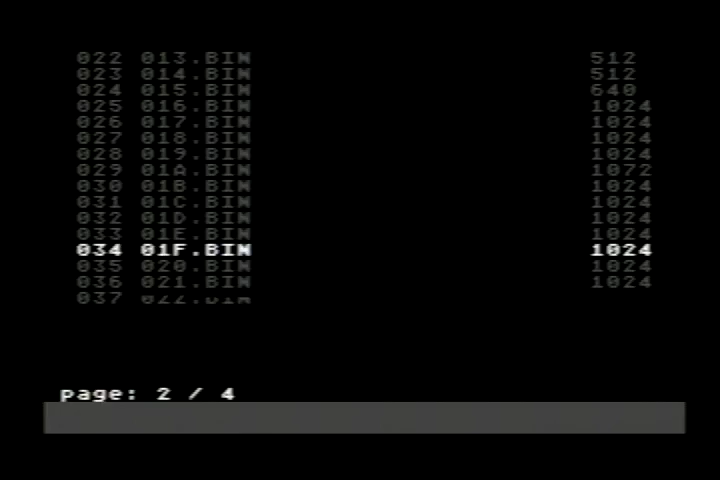 022 013.BIN 512
023 014.BIN 512
024 015.BIN 640
025 016.BIN 1024
026 017.BIN 1024
027 018.BIN 1024
028 019.BIN 1024
029 01A.BIN 1072
030 01B.BIN 1024
031 01C.BIN 1024
032 01D.BIN 1024
033 01E.BIN 1024
034 01F.BIN 1024
035 020.BIN 1024
036 021.BIN 1024
037 022.BIN
page: 2 / 4